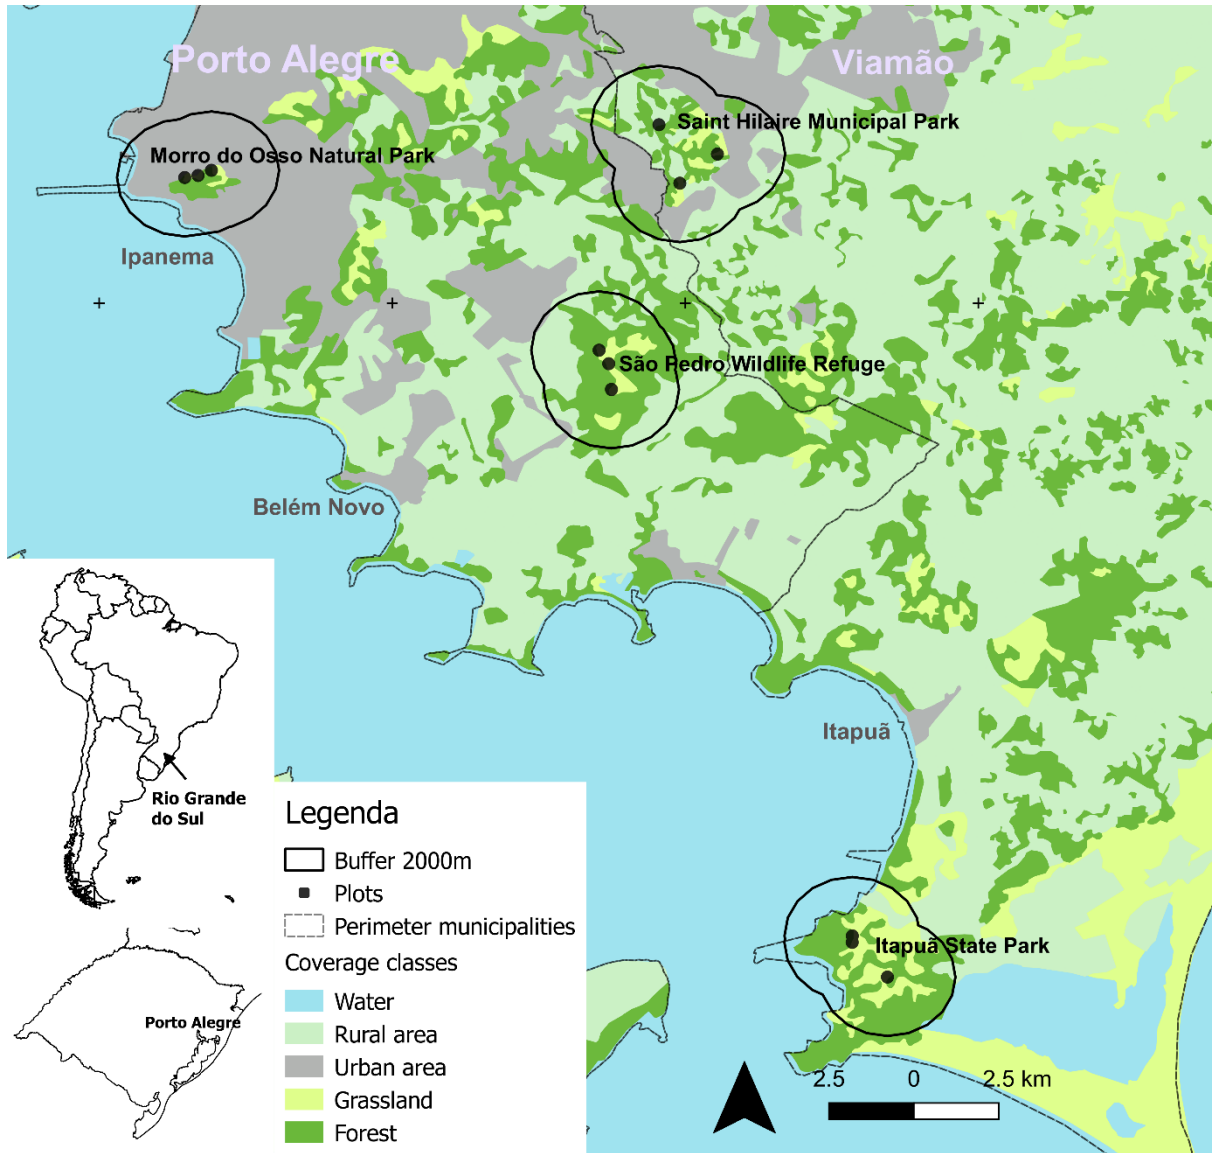 Porto Alegre
Viamão
Saint Hilaire Municipal Park
Morro do Osso Natural Park
Ipanema
São Pedro Wildlife Refuge
Belém Novo
Itapuã
Rio Grande
do Sul
Porto Alegre
Legenda
Buffer 2000m
Plots
Perimeter municipalities
Coverage classes
Water
Rural area
Urban area
Grassland
Forest
Itapuã State Park
2.5 0 2.5 km